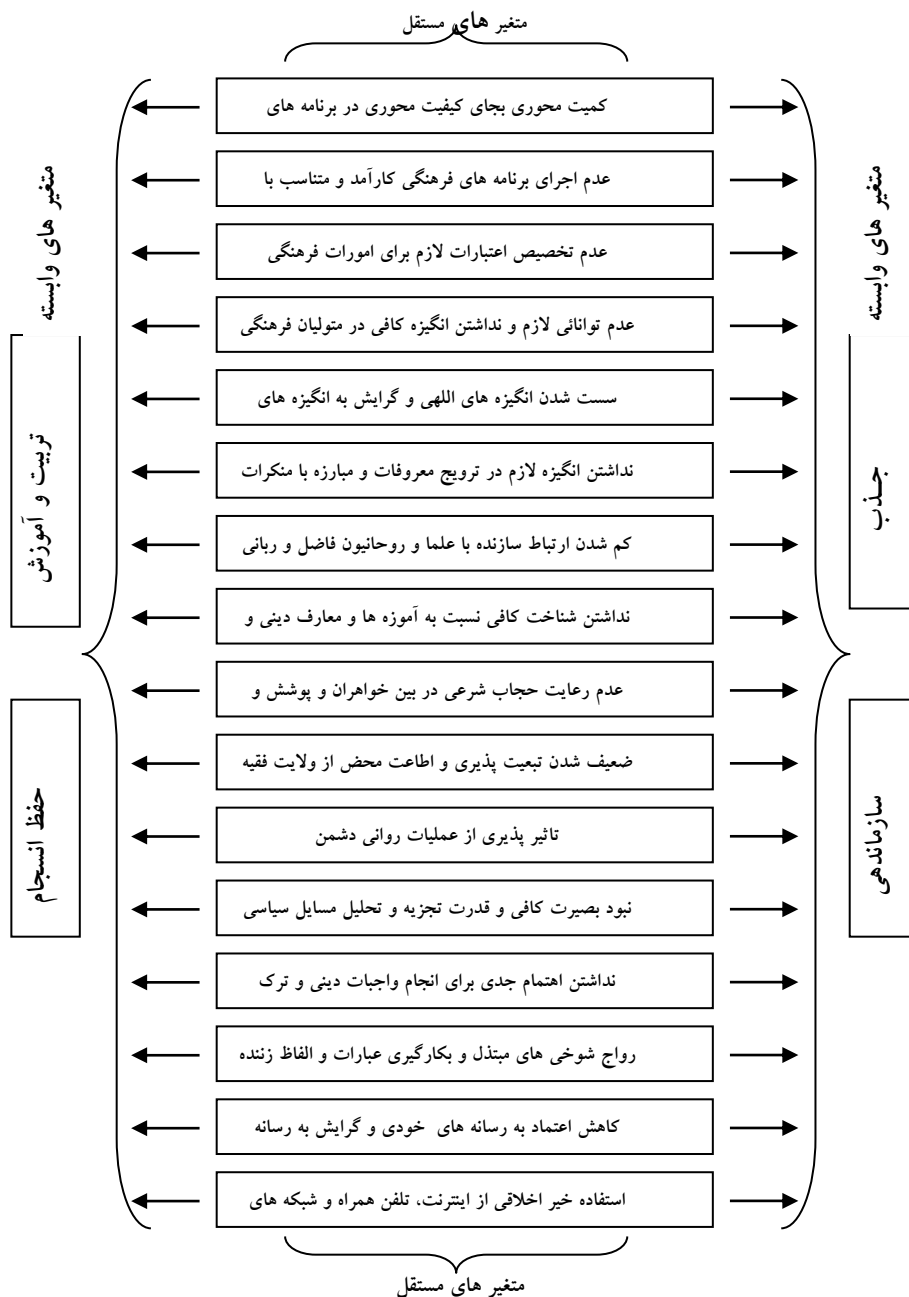 متغیر های مستقل
کمیت محوری بجای کیفیت محوری در برنامه های
عدم اجرای برنامه های فرهنگی کارآمد و متناسب با
عدم تخصیص اعتبارات لازم برای امورات فرهنگی
عدم توانائی لازم و نداشتن انگیزه کافی در متولیان فرهنگی
سست شدن انگیزه های اللهی و گرایش به انگیزه های
نداشتن انگیزه لازم در ترویج معروفات و مبارزه با منکرات
کم شدن ارتباط سازنده با علما و روحانیون فاضل و ربانی
نداشتن شناخت کافی نسبت به آموزه ها و معارف دینی و
عدم رعایت حجاب شرعی در بین خواهران و پوشش و
ضعیف شدن تبعیت پذیری و اطاعت محض از ولایت فقیه
تاثیر پذیری از عملیات روانی دشمن
نبود بصیرت کافی و قدرت تجزیه و تحلیل مسایل سیاسی
نداشتن اهتمام جدی برای انجام واجبات دینی و ترک
رواج شوخی های مبتذل و بکارگیری عبارات و الفاظ زننده
کاهش اعتماد به رسانه های خودی و گرایش به رسانه
استفاده خیر اخلاقی از اینترنت، تلفن همراه و شبکه های
متغیر های مستقل
متغیر های وابسته
جـذب
سازماندهی
متغیر های وابسته
تربیت و آموزش
حفظ انسجام